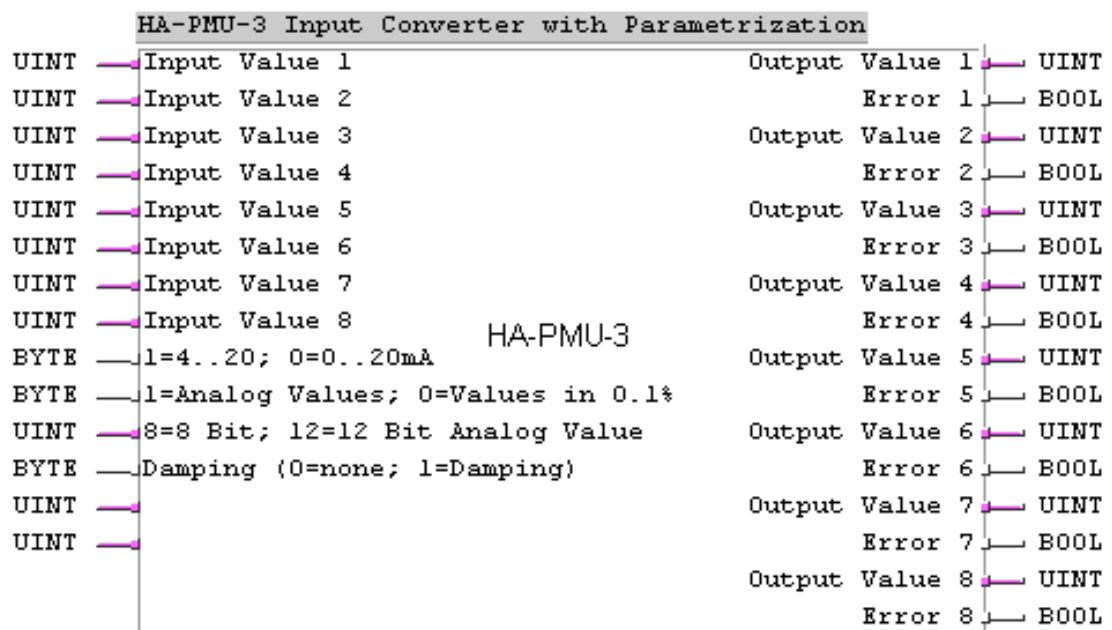 HA-PMU-3 Input Converter with Parametrization
UINT Input Value 1 Output Value 1 UINT
UINT Input Value 2 Error 1 BOOL
UINT Input Value 3 Output Value 2 UINT
UINT Input Value 4 Error 2 BOOL
UINT Input Value 5 Output Value 3 UINT
UINT Input Value 6 Error 3 BOOL
UINT Input Value 7 Output Value 4 UINT
UINT Input Value 8 Error 4 BOOL
HA-PMU-3
BYTE 1=4..20; 0=0..20mA Output Value 5 UINT
BYTE 1=Analog Values; 0=Values in 0.1% Error 5 BOOL
UINT 8=8 Bit; 12=12 Bit Analog Value Output Value 6 UINT
BYTE Damping (0=none; 1=Damping) Error 6 BOOL
UINT Output Value 7 UINT
UINT Error 7 BOOL
Output Value 8 UINT
Error 8 BOOL